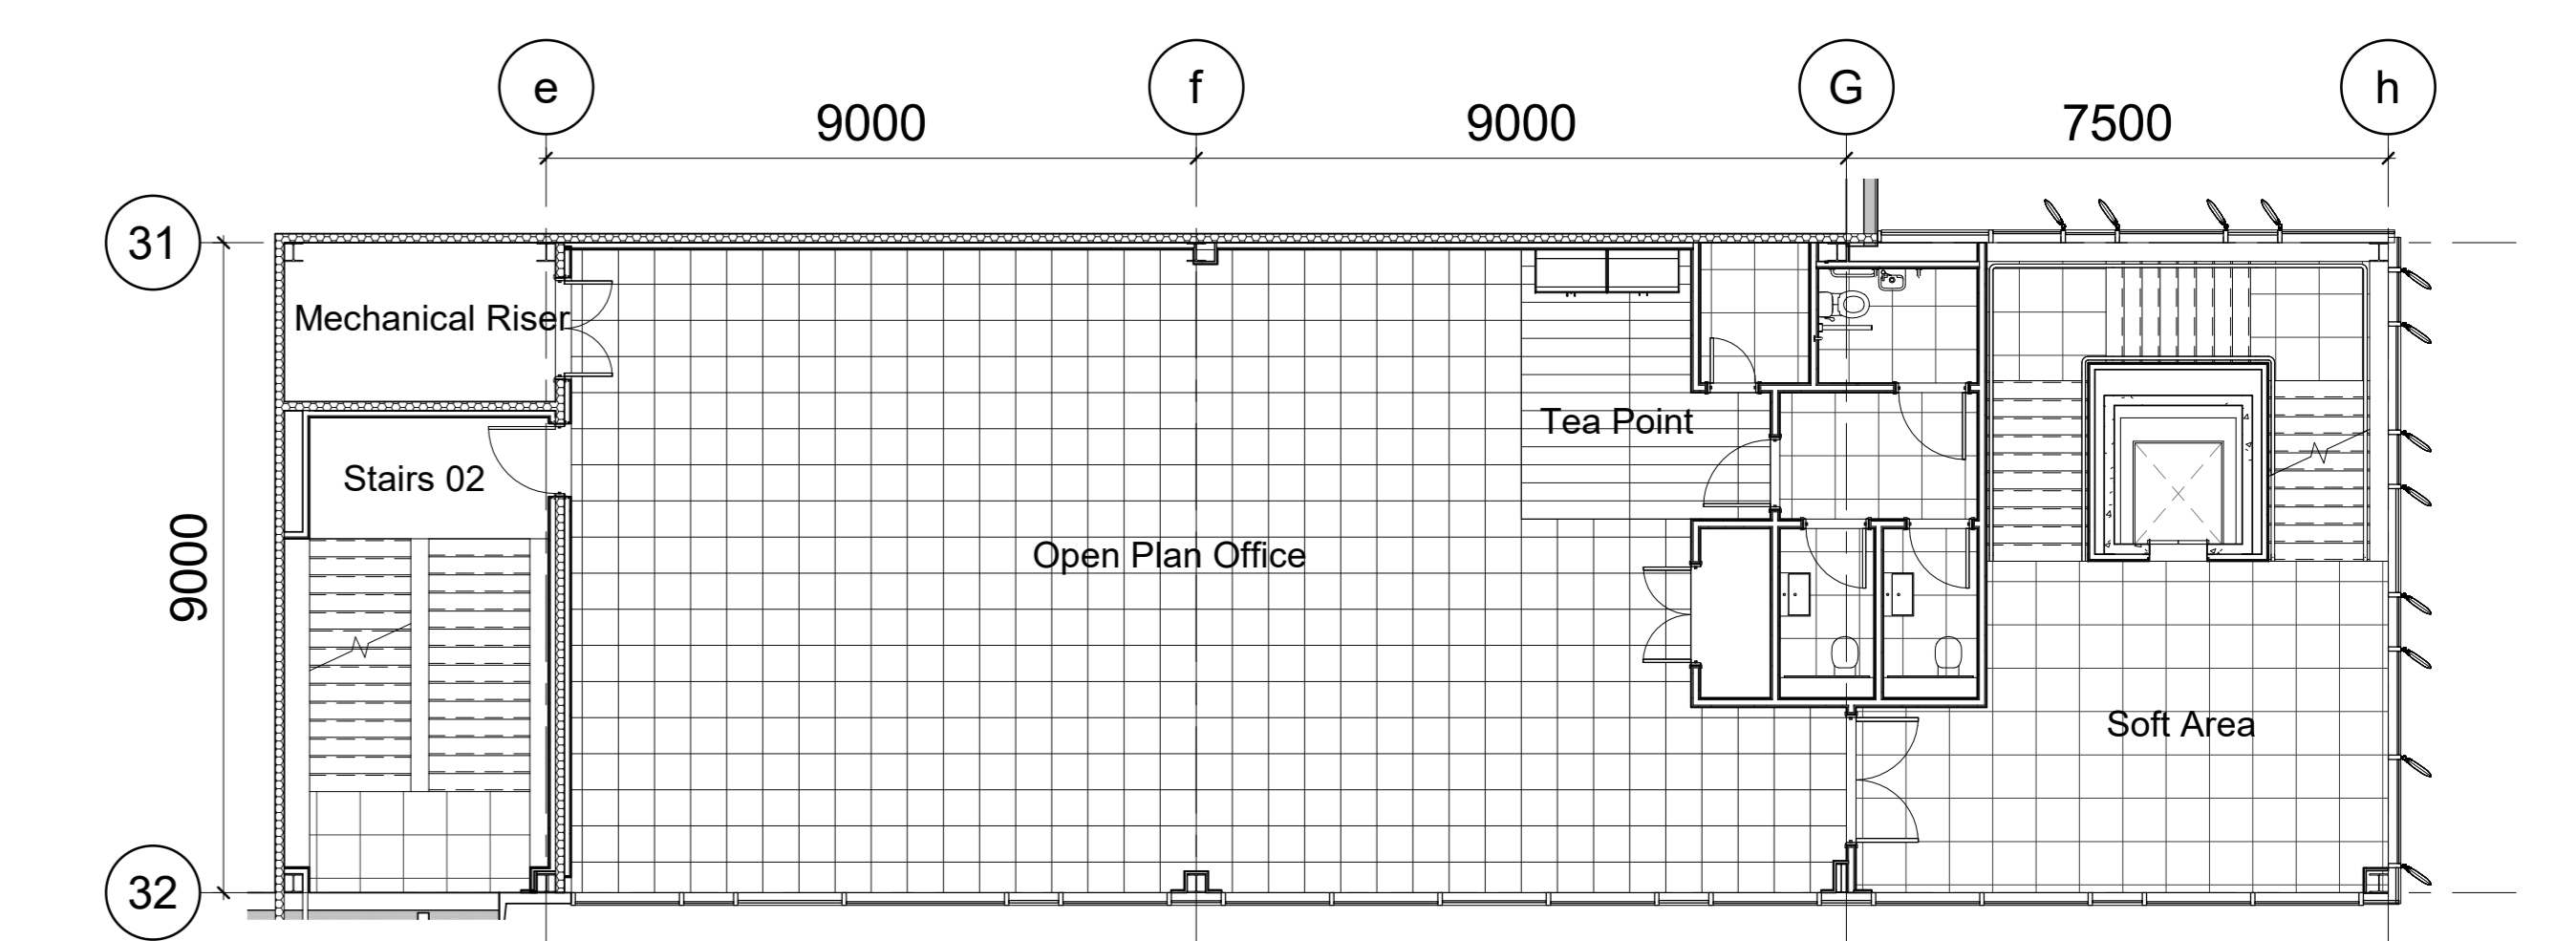 e
f
G
h
9000
9000
7500
31
Mechanical Riser
Tea Point
Stairs 02
9000
Open Plan Office
Soft Area
32